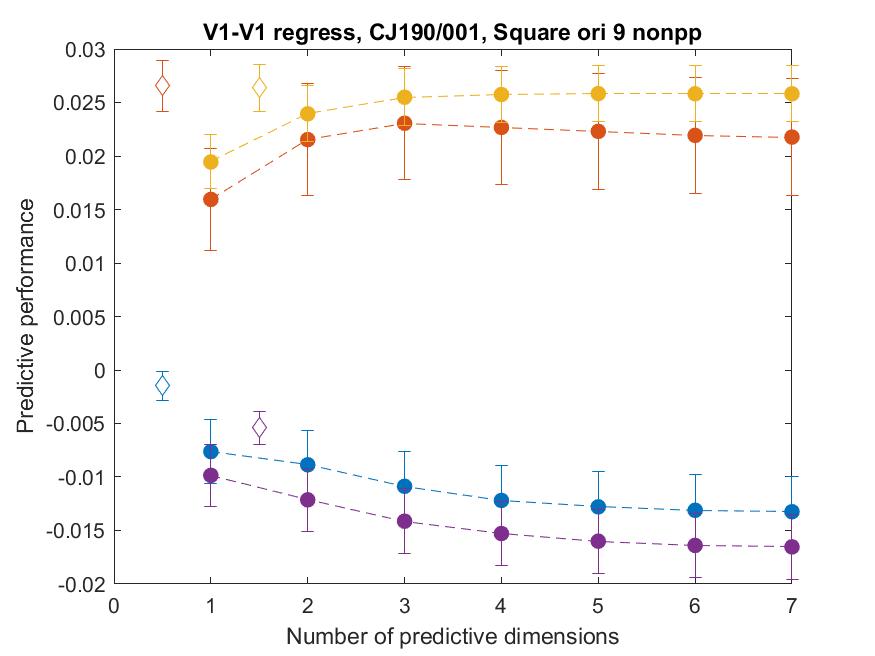 V1-V1 regress, CJ190/001, Square ori 9 nonpp
0.03
0.025
0.02
0.015
0.01
0.005
0
-0.005
-0.01
-0.015
-0.02
Predictive performance
0 1 2 3 4 5 6 7
Number of predictive dimensions